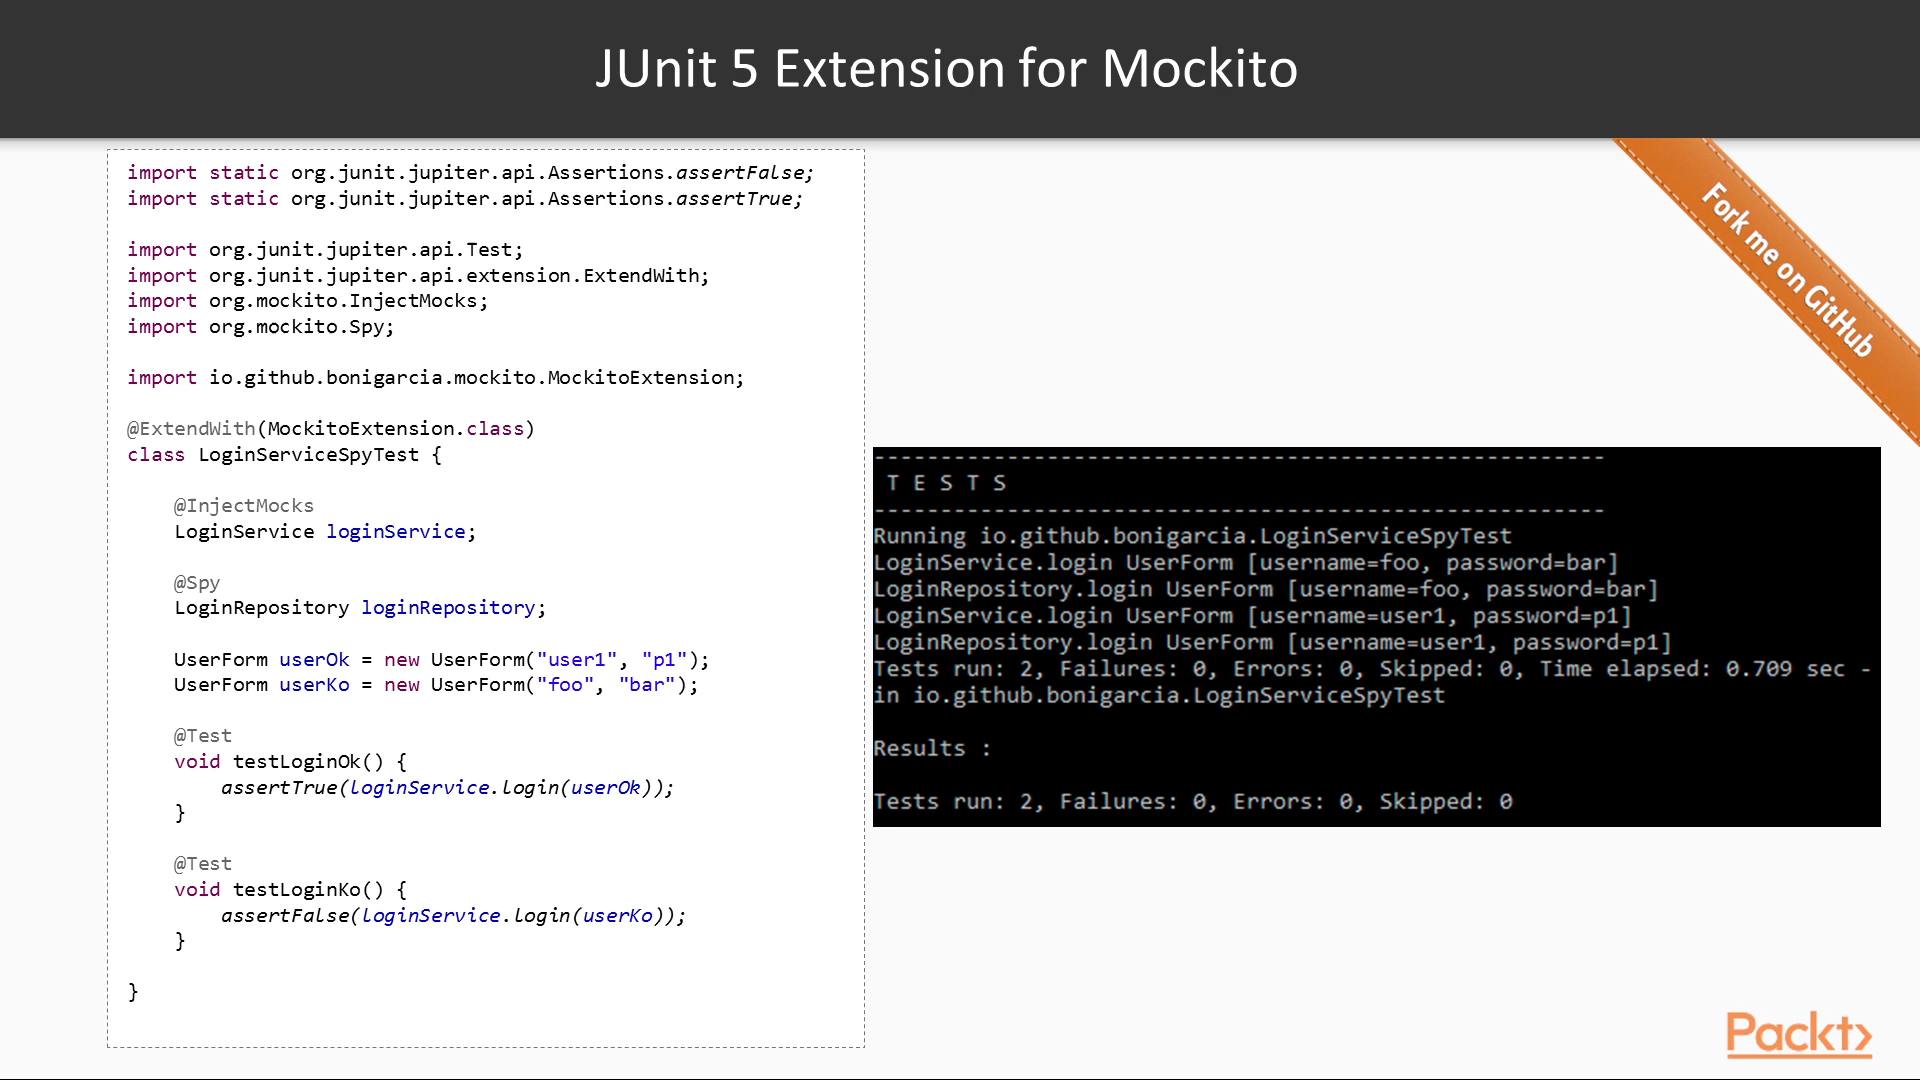 JUnit 5 Extension for Mockito
import static org.junit.jupiter.api.Assertions.assertFalse;
import static org.junit.jupiter.api.Assertions.assertTrue;
import org.junit.jupiter.api.Test;
import org.junit.jupiter.api.extension.ExtendWith;
import org.mockito.InjectMocks;
import org.mockito.Spy;
import io.github.bonigarcia.mockito.MockitoExtension;
@ExtendWith(MockitoExtension.class)
class LoginServiceSpyTest {
@InjectMocks
LoginService loginService;
@Spy
LoginRepository loginRepository;
UserForm userOk = new UserForm("user1", "p1");
UserForm userKo = new UserForm("foo", "bar");
@Test
void testLoginOk() {
assertTrue(loginService.login(userOk));
}
@Test
void testLoginKo() {
assertFalse(loginService.login(userKo));
}
}
Fork me on GitHub
-------------------------------------------------------
T E S T S
-------------------------------------------------------
Running io.github.bonigarcia.LoginServiceSpyTest
LoginService.login UserForm [username=foo, password=bar]
LoginRepository.login UserForm [username=foo, password=bar]
LoginService.login UserForm [username=user1, password=p1]
LoginRepository.login UserForm [username=user1, password=p1]
Tests run: 2, Failures: 0, Errors: 0, Skipped: 0, Time elapsed: 0.709 sec -
in io.github.bonigarcia.LoginServiceSpyTest
Results :
Tests run: 2, Failures: 0, Errors: 0, Skipped: 0
Packt>